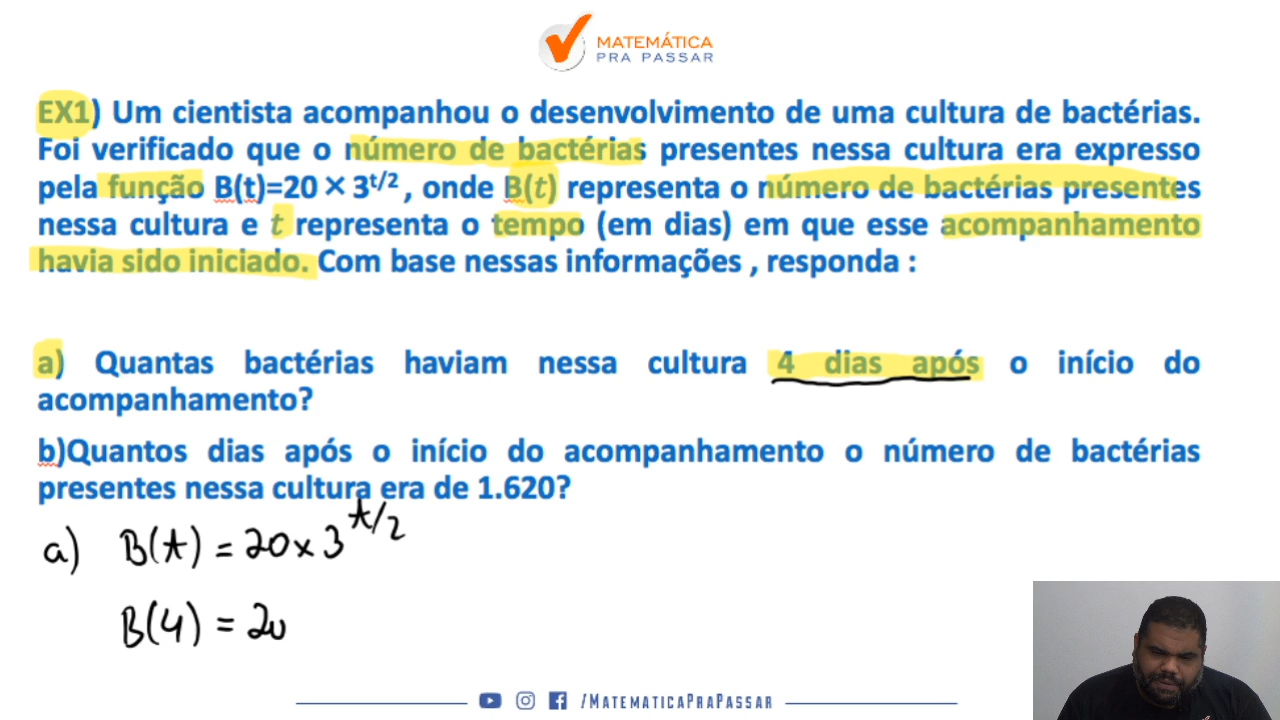 MATEMÁTICA
PRA PASSAR
EX1) Um cientista acompanhou o desenvolvimento de uma cultura de bactérias.
Foi verificado que o número de bactérias presentes nessa cultura era expresso
pela função B(t)=20 × 3^t/2 , onde B(t) representa o número de bactérias presentes
nessa cultura e t representa o tempo (em dias) em que esse acompanhamento
havia sido iniciado. Com base nessas informações , responda :
a) Quantas bactérias haviam nessa cultura 4 dias após o início do
acompanhamento?
b)Quantos dias após o início do acompanhamento o número de bactérias
presentes nessa cultura era de 1.620?
a) B(t) = 20 × 3^t/2
B(4) = 20
/MATEMATICAPRAPASSAR